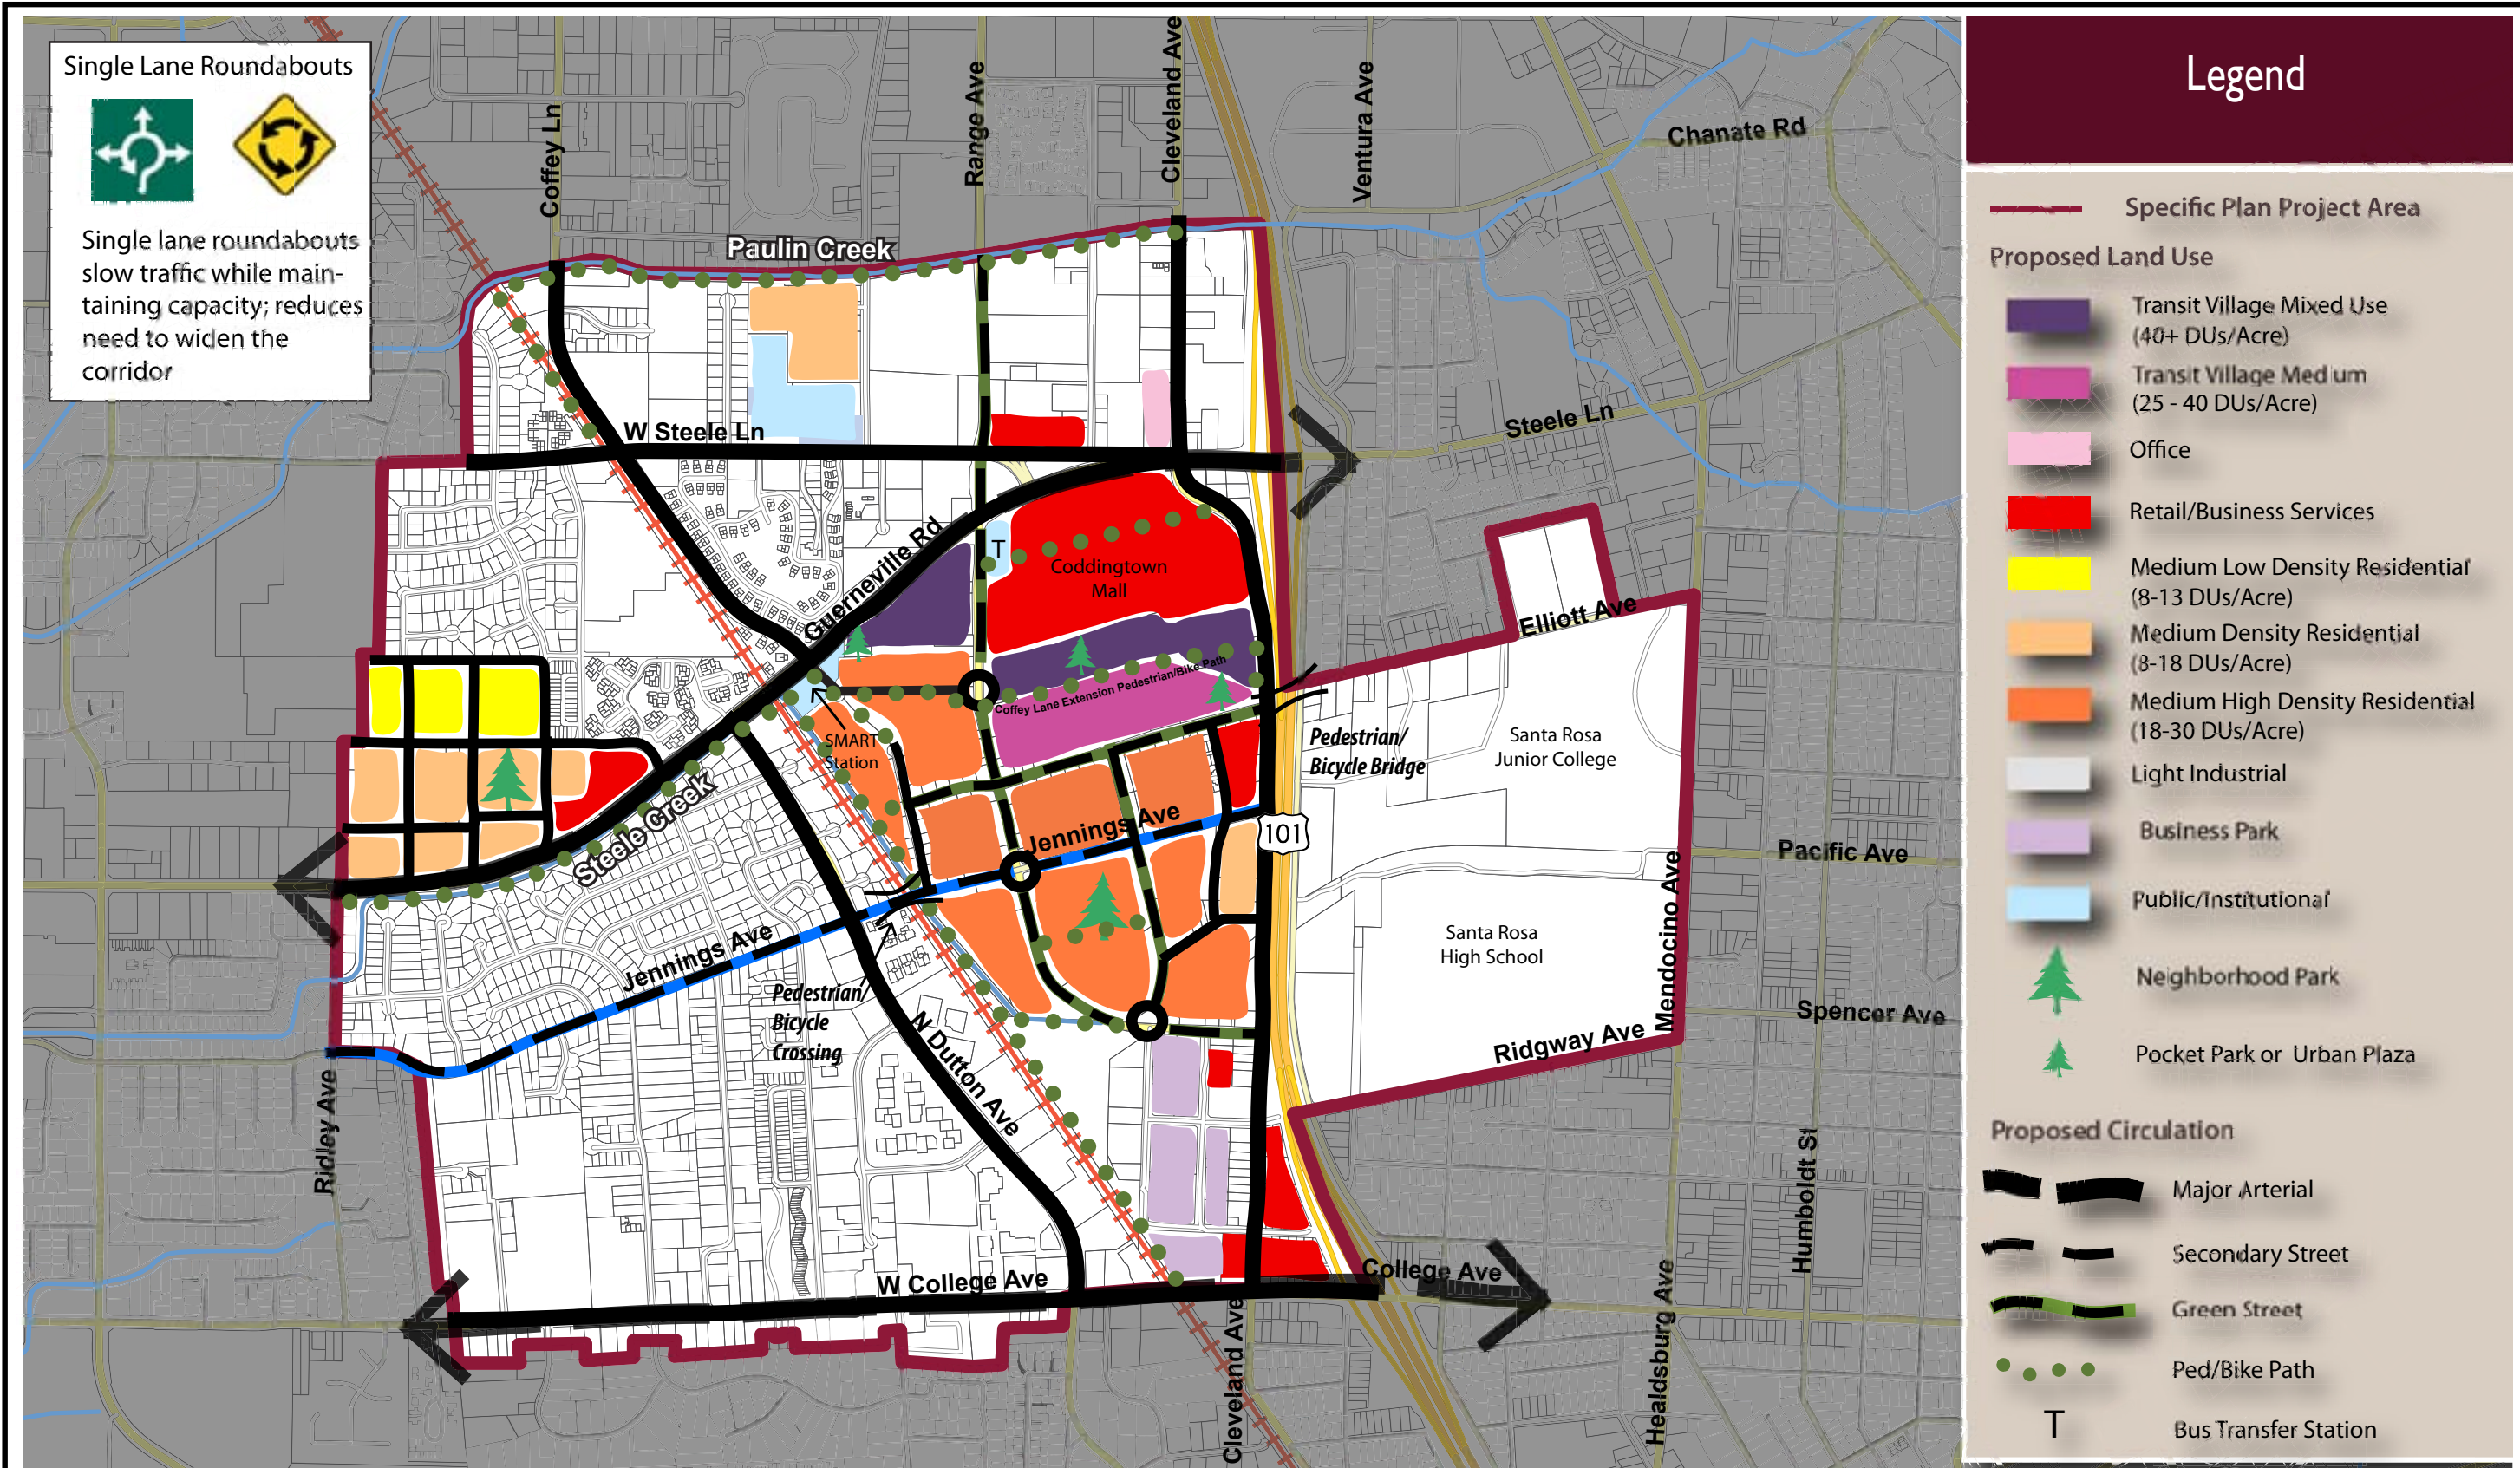 Single Lane Roundabouts
Single lane roundabouts
slow traffic while main-
taining capacity; reduces
need to widen the
corridor
Coffey Ln
Range Ave
Cleveland Ave
Ventura Ave
Chanate Rd
Paulin Creek
W Steele Ln
Steele Ln
Guerneville Rd
T
Coddingtown
Mall
Elliott Ave
Coffey Lane Extension Pedestrian/Bike Path
SMART
Station
Pedestrian/
Bicycle Bridge
Santa Rosa
Junior College
Steele Creek
Jennings Ave
101
Pacific Ave
Mendocino Ave
Santa Rosa
High School
Jennings Ave
Pedestrian/
Bicycle
Crossing
N Dutton Ave
Spencer Ave
Ridgway Ave
Ridley Ave
Humboldt St
W College Ave
College Ave
Cleveland Ave
Healdsburg Ave
Legend
Specific Plan Project Area
Proposed Land Use
Transit Village Mixed Use
(40+ DUs/Acre)
Transit Village Medium
(25 - 40 DUs/Acre)
Office
Retail/Business Services
Medium Low Density Residential
(8-13 DUs/Acre)
Medium Density Residential
(8-18 DUs/Acre)
Medium High Density Residential
(18-30 DUs/Acre)
Light Industrial
Business Park
Public/Institutional
Neighborhood Park
Pocket Park or Urban Plaza
Proposed Circulation
Major Arterial
Secondary Street
Green Street
Ped/Bike Path
T
Bus Transfer Station